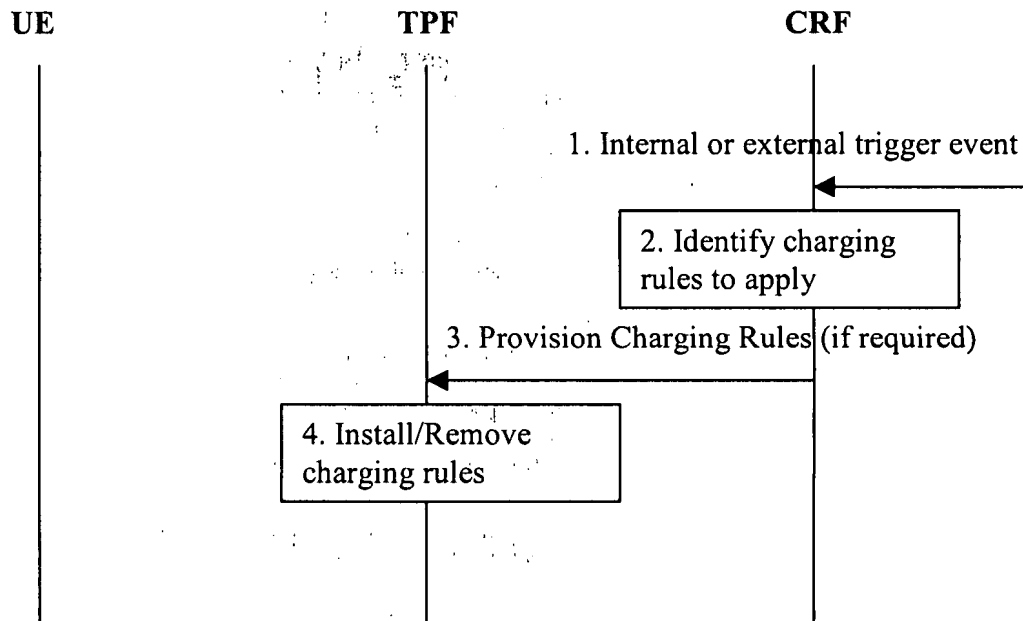 UE TPF CRF
1. Internal or external trigger event
2. Identify charging
rules to apply
3. Provision Charging Rules (if required)
4. Install/Remove
charging rules